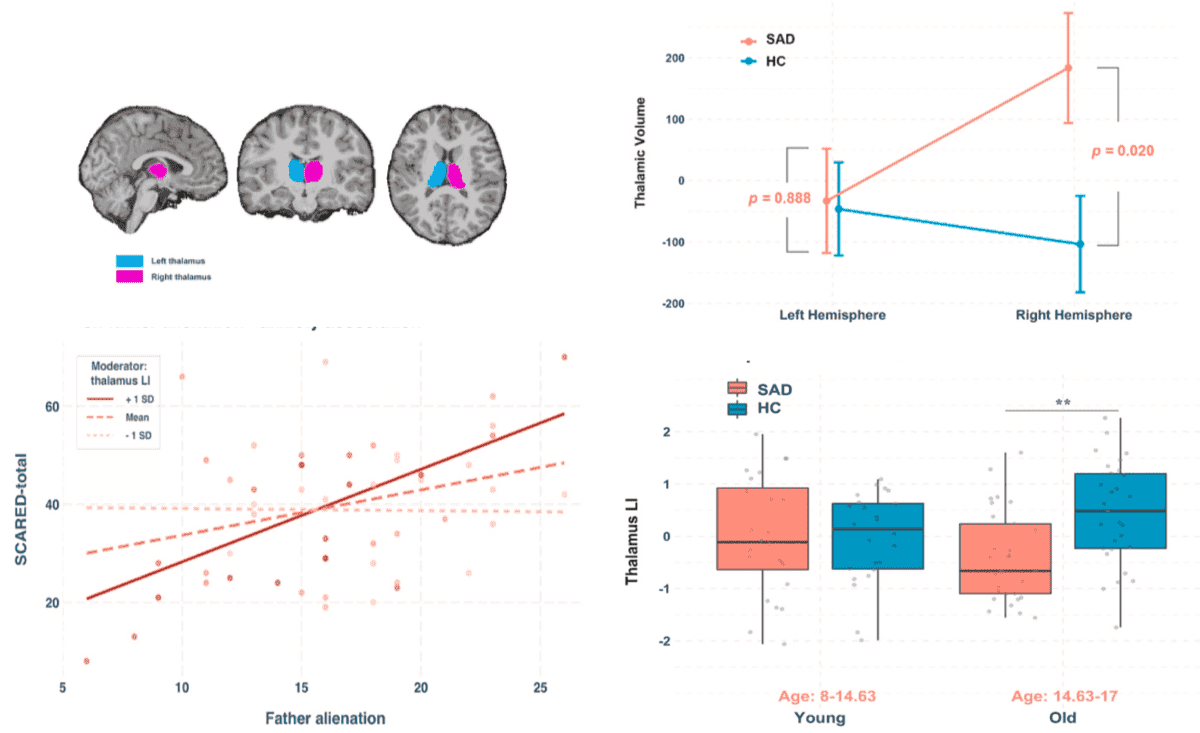 Left thalamus
Right thalamus
SAD
HC
Thalamic Volume
200
100
0
-100
-200
p = 0.888
p = 0.020
Left Hemisphere
Right Hemisphere
Moderator:
thalamus LI
+ 1 SD
Mean
- 1 SD
SCARED-total
60
40
20
5
10
15
20
25
Father alienation
SAD
HC
**
Thalamus LI
2
1
0
-1
-2
Age: 8-14.63
Age: 14.63-17
Young
Old